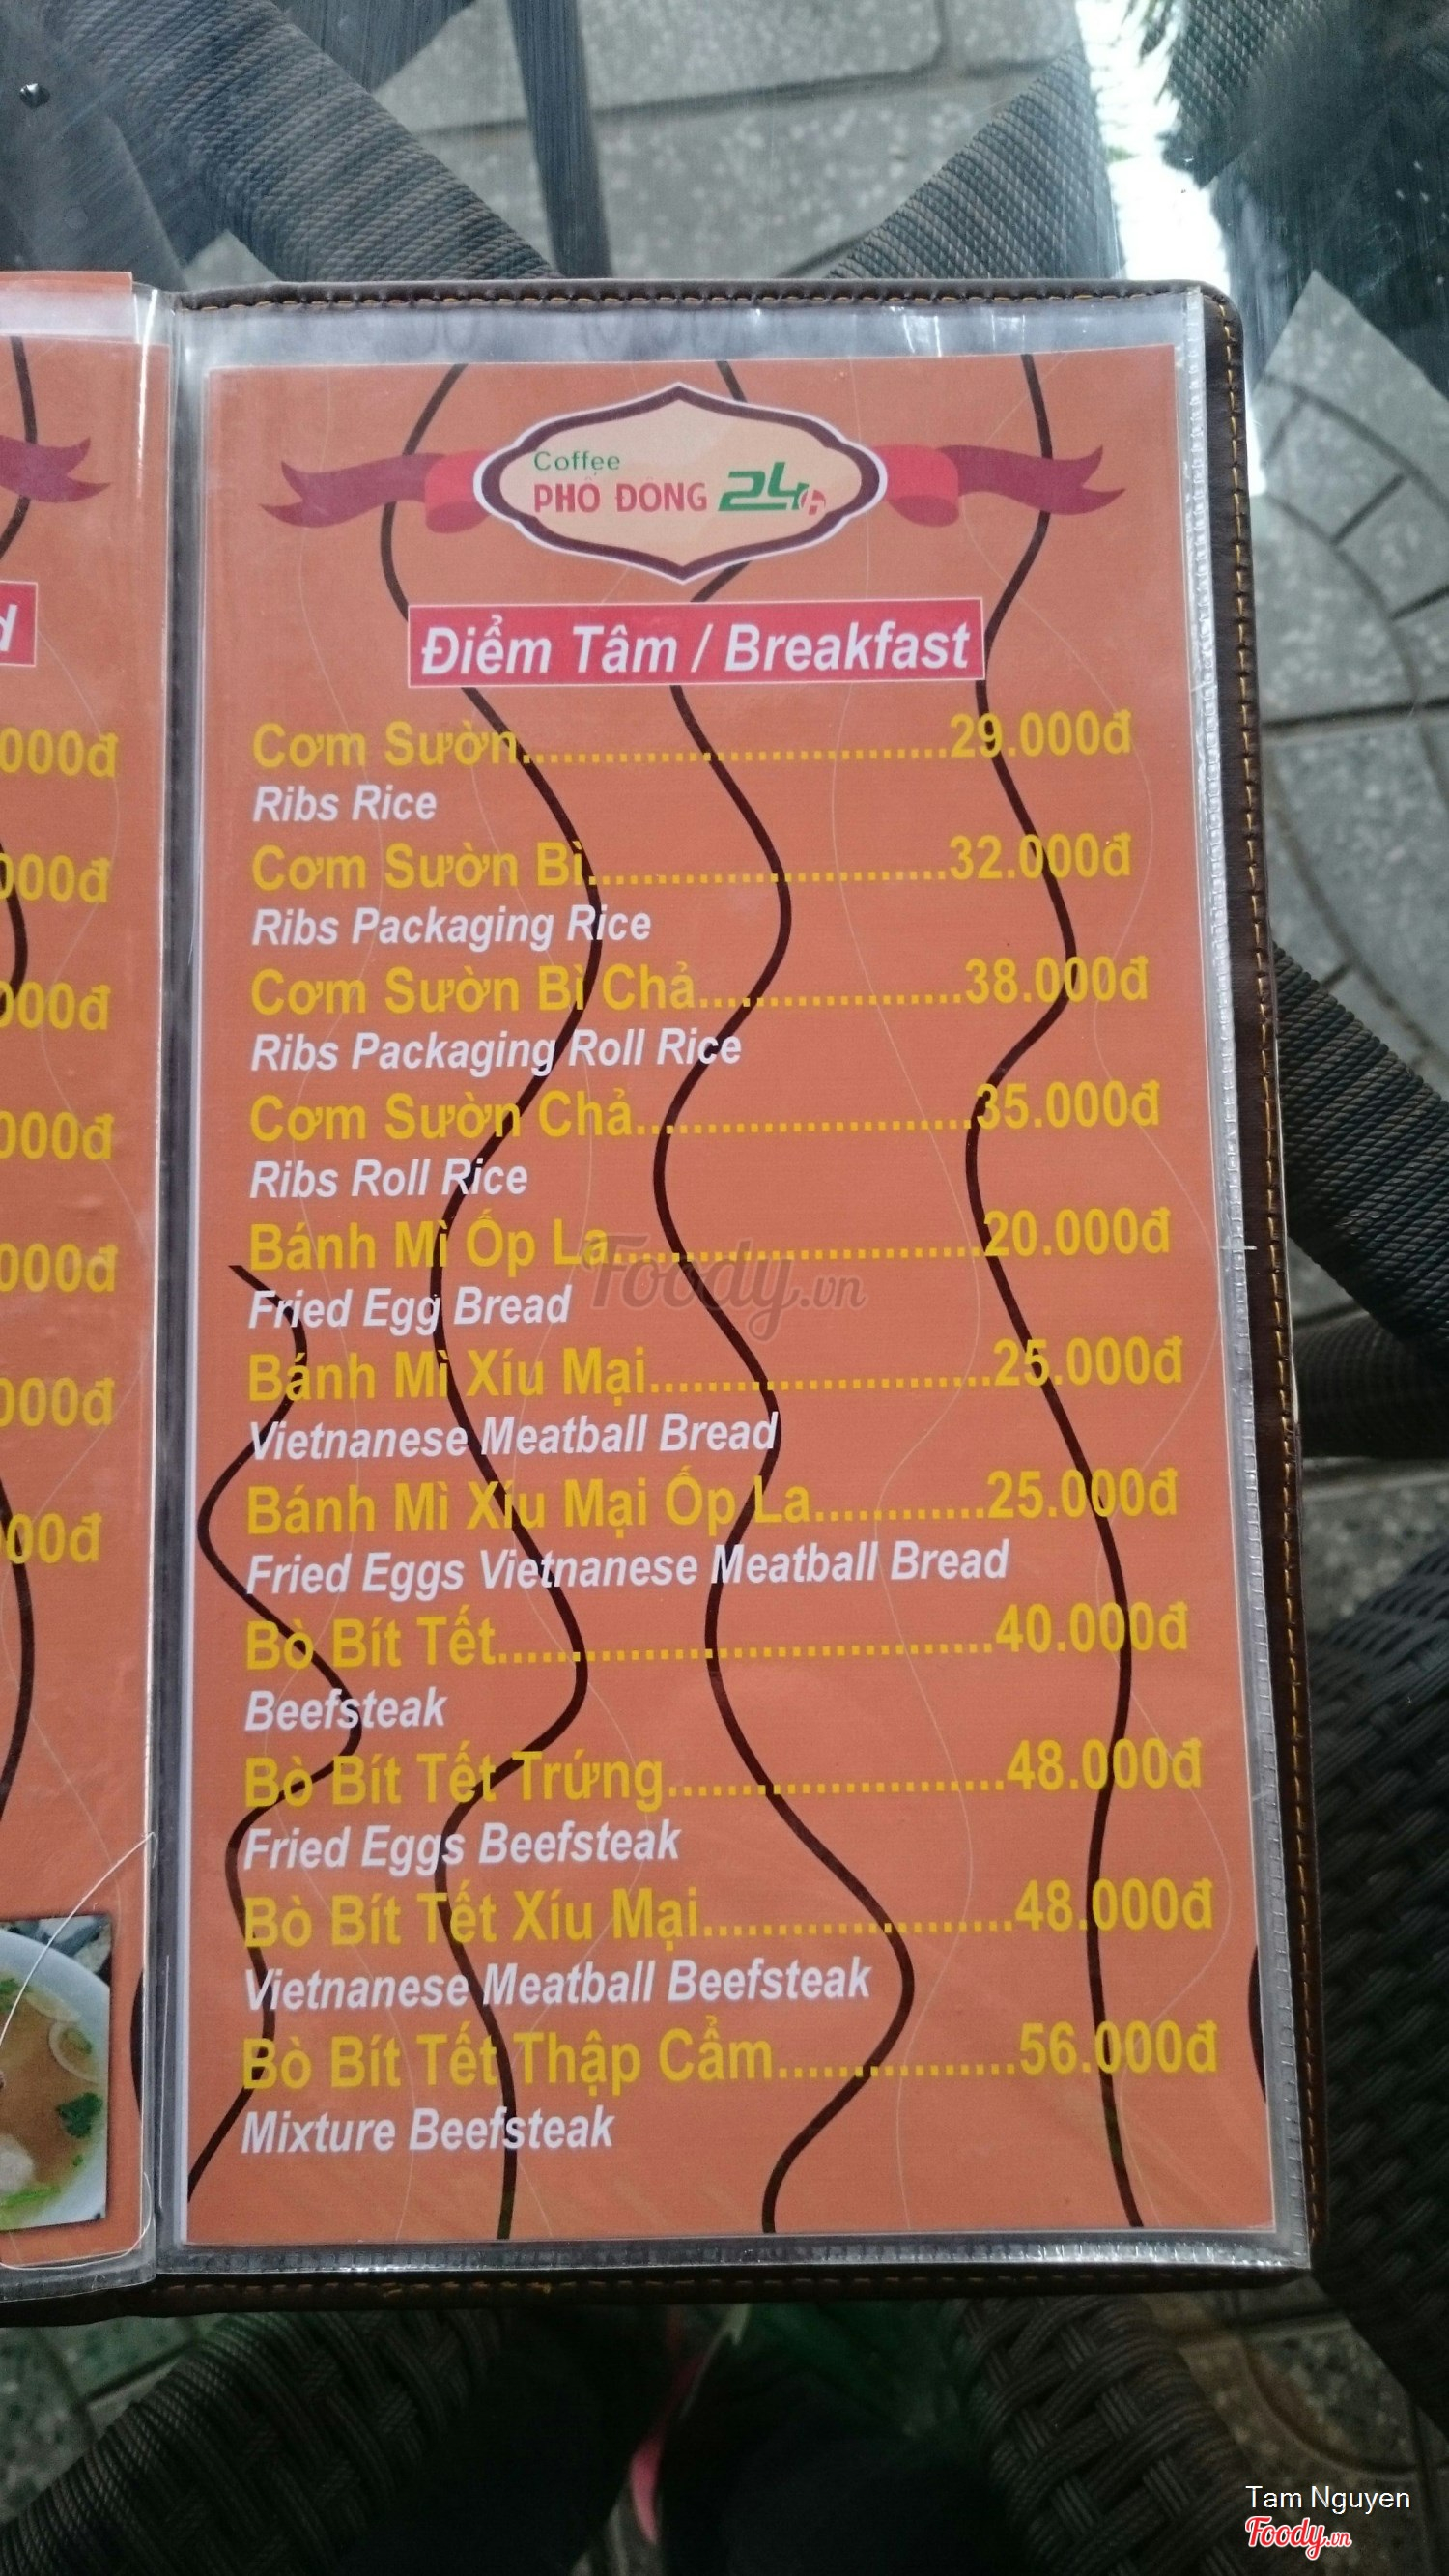 Coffee
PHỐ ĐÔNG 24h
Điểm Tâm / Breakfast
Cơm Sườn..............................29.000đ
Ribs Rice
Cơm Sườn Bì.........................32.000đ
Ribs Packaging Rice
Cơm Sườn Bì Chả...................38.000đ
Ribs Packaging Roll Rice
Cơm Sườn Chả........................35.000đ
Ribs Roll Rice
Bánh Mì Ốp La..........................20.000đ
Fried Egg Bread
Bánh Mì Xíu Mại........................25.000đ
Vietnanese Meatball Bread
Bánh Mì Xíu Mại Ốp La............25.000đ
Fried Eggs Vietnanese Meatball Bread
Bò Bít Tết...................................40.000đ
Beefsteak
Bò Bít Tết Trứng.......................48.000đ
Fried Eggs Beefsteak
Bò Bít Tết Xíu Mại.....................48.000đ
Vietnanese Meatball Beefsteak
Bò Bít Tết Thập Cẩm................56.000đ
Mixture Beefsteak
Foody.vn
Tam Nguyen
Foody.vn